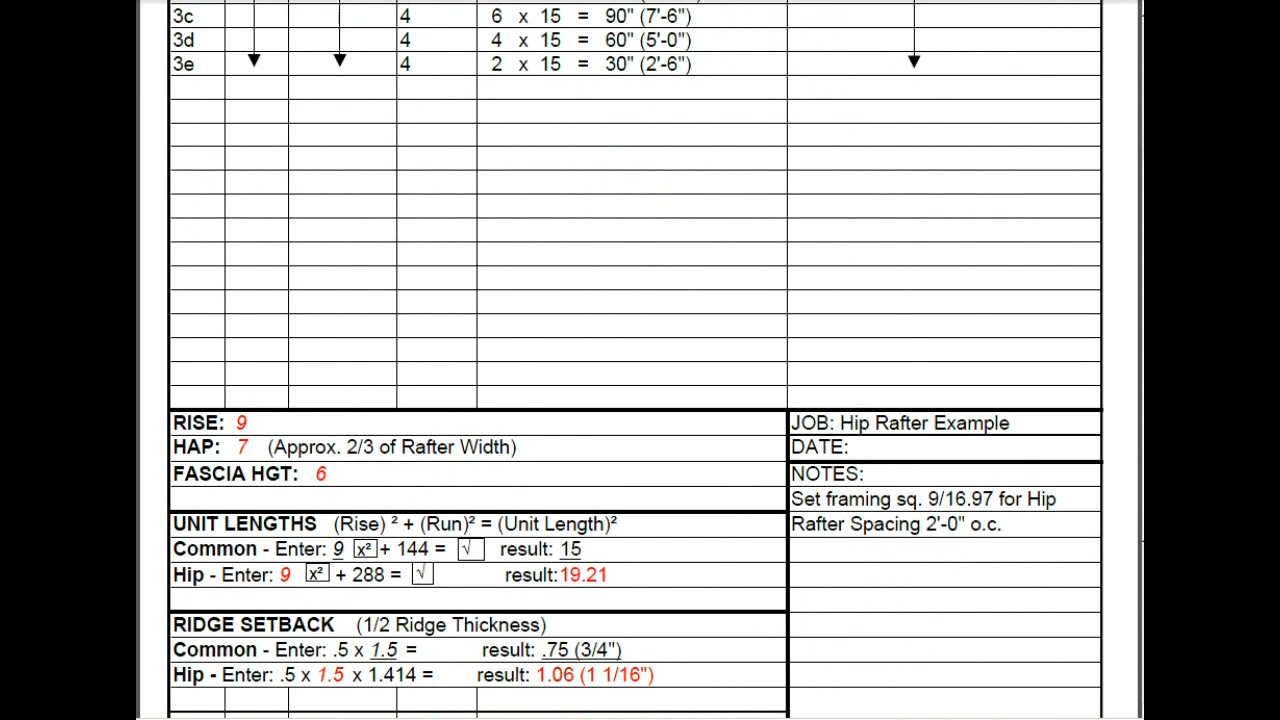 3c 4 6 x 15 = 90" (7'-6")
3d 4 4 x 15 = 60" (5'-0")
3e 4 2 x 15 = 30" (2'-6")
RISE: 9 JOB: Hip Rafter Example
HAP: 7 (Approx. 2/3 of Rafter Width) DATE:
FASCIA HGT: 6 NOTES:
Set framing sq. 9/16.97 for Hip
UNIT LENGTHS (Rise) ² + (Run)² = (Unit Length)² Rafter Spacing 2'-0" o.c.
Common - Enter: 9 x² + 144 = √ result: 15
Hip - Enter: 9 x² + 288 = √ result:19.21
RIDGE SETBACK (1/2 Ridge Thickness)
Common - Enter: .5 x 1.5 = result: .75 (3/4")
Hip - Enter: .5 x 1.5 x 1.414 = result: 1.06 (1 1/16")